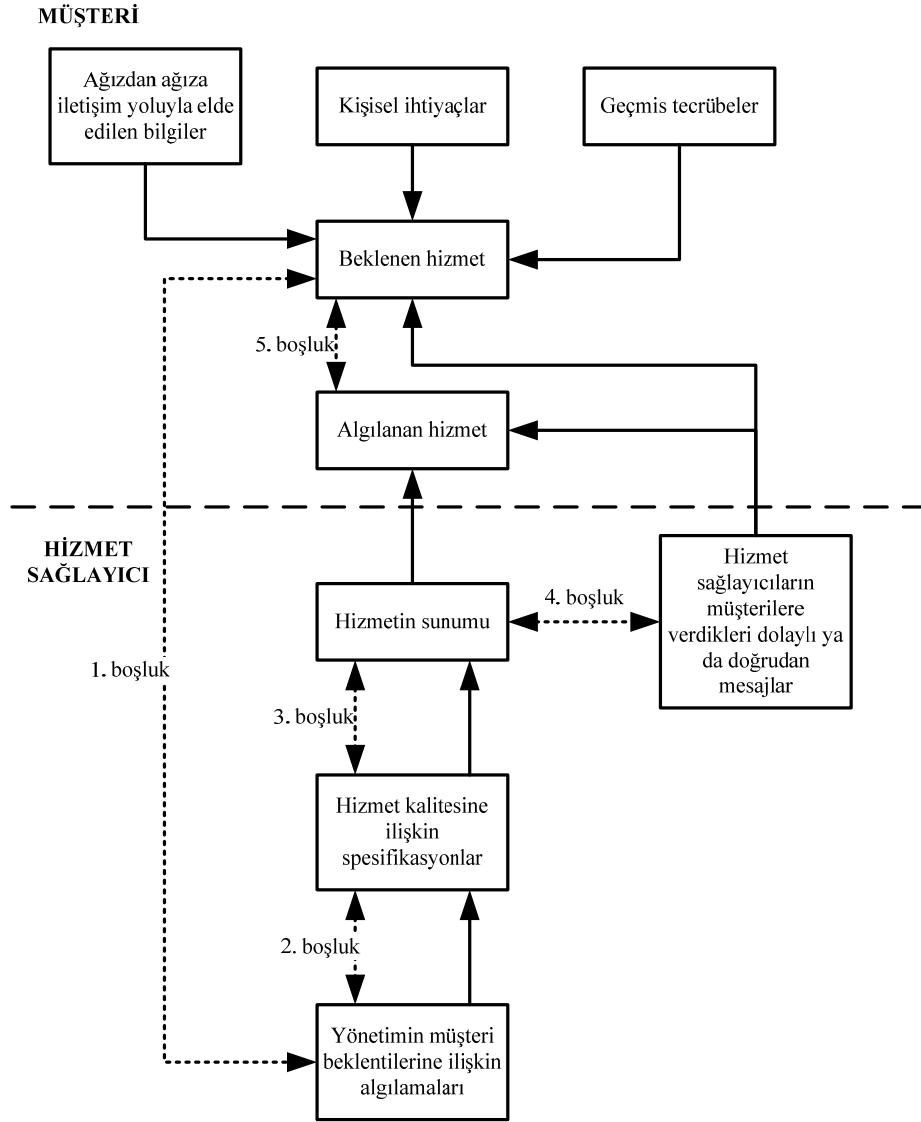 MÜŞTERİ
Ağızdan ağıza
iletişim yoluyla elde
edilen bilgiler
Kişisel ihtiyaçlar
Geçmis tecrübeler
Beklenen hizmet
5. boşluk
Algılanan hizmet
HİZMET
SAĞLAYICI
Hizmetin sunumu
4. boşluk
Hizmet
sağlayıcıların
müşterilere
verdikleri dolaylı ya
da doğrudan
mesajlar
1. boşluk
3. boşluk
Hizmet kalitesine
ilişkin
spesifikasyonlar
2. boşluk
Yönetimin müşteri
beklentilerine ilişkin
algılamaları